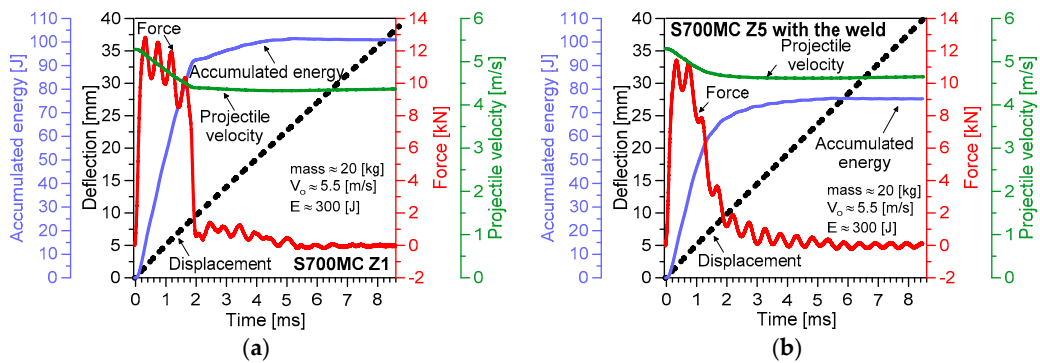 Accumulated energy [J]
110
100
90
80
70
60
50
40
30
20
10
0
Deflection [mm]
40
35
30
25
20
15
10
5
0
Force
Accumulated energy
Projectile
velocity
mass ≈ 20 [kg]
Vo ≈ 5.5 [m/s]
E ≈ 300 [J]
Displacement
S700MC Z1
0 1 2 3 4 5 6 7 8
Time [ms]
Force [kN]
14
12
10
8
6
4
2
0
-2
Projectile velocity [m/s]
6
5
4
3
2
1
0
(a)
Accumulated energy [J]
110
100
90
80
70
60
50
40
30
20
10
0
Deflection [mm]
40
35
30
25
20
15
10
5
0
S700MC Z5 with the weld
Projectile
velocity
Force
Accumulated
energy
mass ≈ 20 [kg]
Vo ≈ 5.5 [m/s]
E ≈ 300 [J]
Displacement
0 1 2 3 4 5 6 7 8
Time [ms]
Force [kN]
14
12
10
8
6
4
2
0
-2
Projectile velocity [m/s]
6
5
4
3
2
1
0
(b)